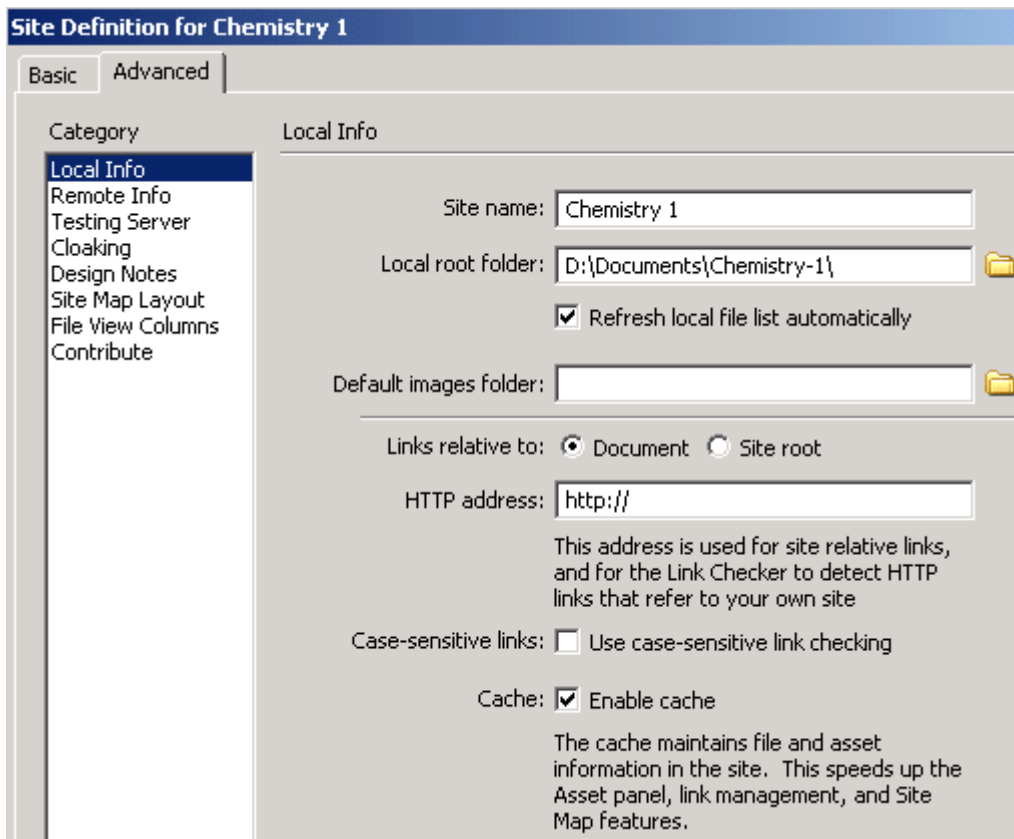 Site Definition for Chemistry 1
Basic
Advanced
Category
Local Info
Remote Info
Testing Server
Cloaking
Design Notes
Site Map Layout
File View Columns
Contribute
Local Info
Site name: Chemistry 1
Local root folder: D:\Documents\Chemistry-1\
Refresh local file list automatically
Default images folder:
Links relative to: Document Site root
HTTP address: http://
This address is used for site relative links,
and for the Link Checker to detect HTTP
links that refer to your own site
Case-sensitive links: Use case-sensitive link checking
Cache: Enable cache
The cache maintains file and asset
information in the site. This speeds up the
Asset panel, link management, and Site
Map features.